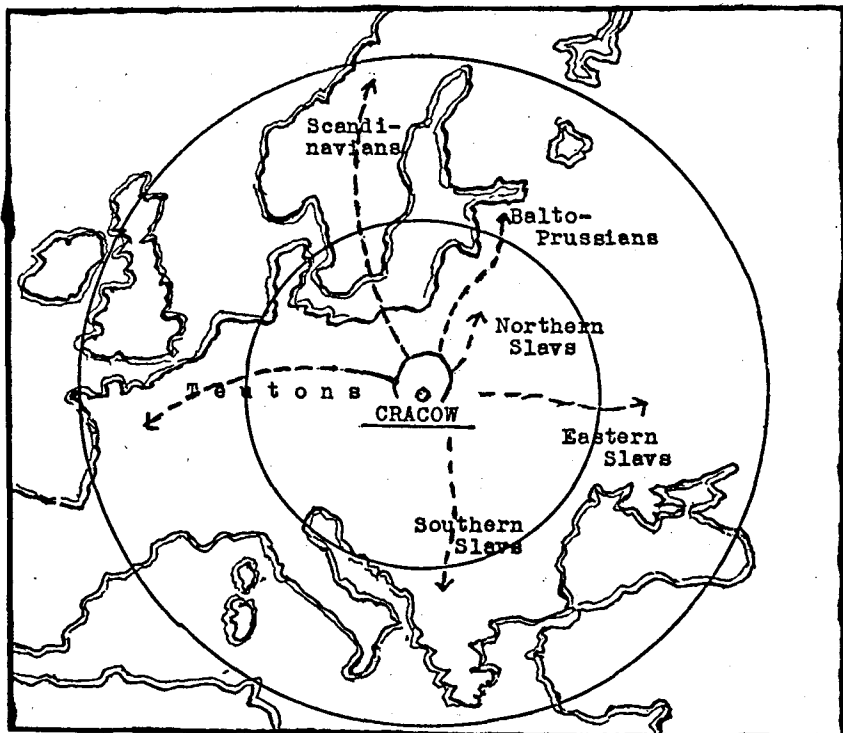 Scandi-
navians
Balto-
Prussians
Northern
Slavs
Teutons
CRACOW
Eastern
Slavs
Southern
Slavs